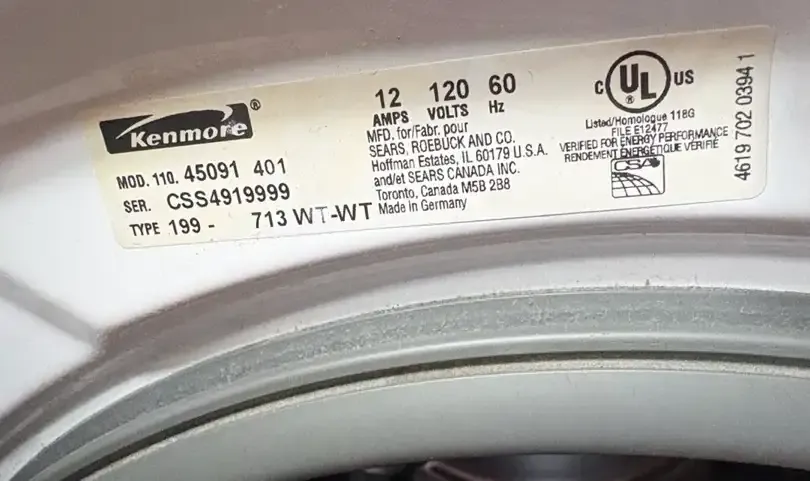 Kenmore®
MOD. 110. 45091 401
SER. CSS4919999
TYPE 199 - 713 WT-WT
12 120 60
AMPS VOLTS Hz
MFD. for/Fabr. pour
SEARS, ROEBUCK AND CO.
Hoffman Estates, IL 60179 U.S.A.
and/et SEARS CANADA INC.
Toronto, Canada M5B 2B8
Made in Germany
C UL® US
Listed/Homologue 118G
FILE E12477
VERIFIED FOR ENERGY PERFORMANCE
RENDEMENT ÉNERGÉTIQUE VÉRIFIÉ
CSA
4619 702 0394 1